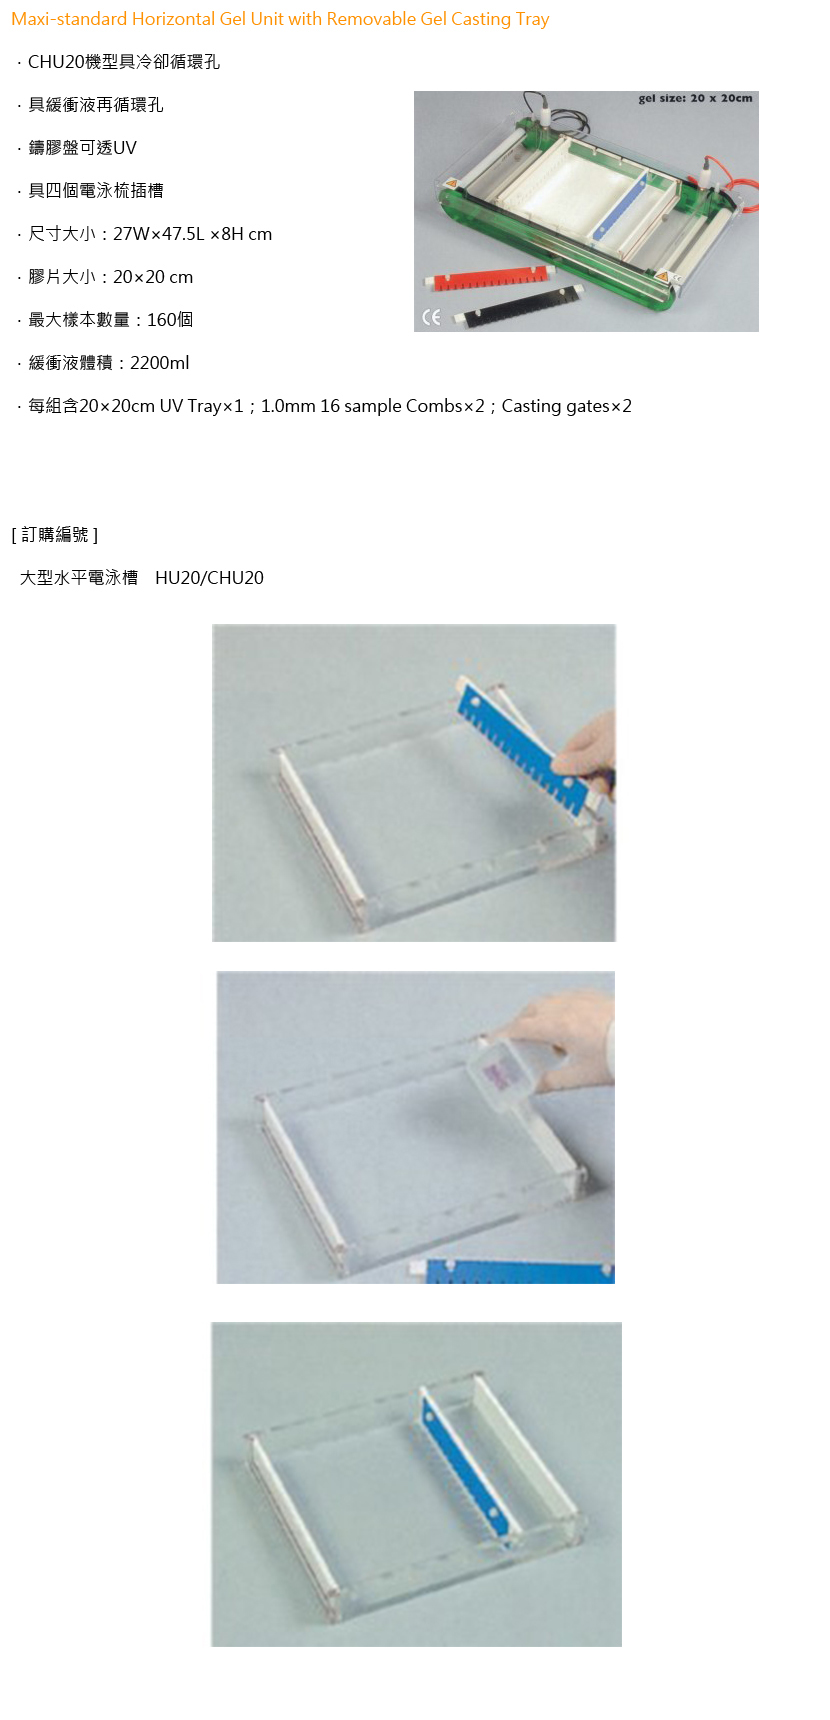 Maxi-standard Horizontal Gel Unit with Removable Gel Casting Tray
．CHU20機型具冷卻循環孔
．具緩衝液再循環孔
gel size: 20 x 20cm
．鑄膠盤可透UV
．具四個電泳梳插槽
．尺寸大小：27W×47.5L ×8H cm
．膠片大小：20×20 cm
．最大樣本數量：160個
CE
．緩衝液體積：2200ml
．每組含20×20cm UV Tray×1；1.0mm 16 sample Combs×2；Casting gates×2
[ 訂購編號 ]
大型水平電泳槽　HU20/CHU20